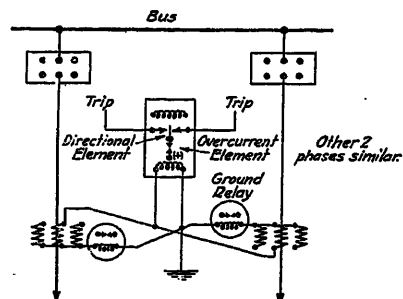 Bus
Trip
Trip
Directional
Element
Overcurrent
Element
(+)
Other 2
phases similar.
Ground
Relay